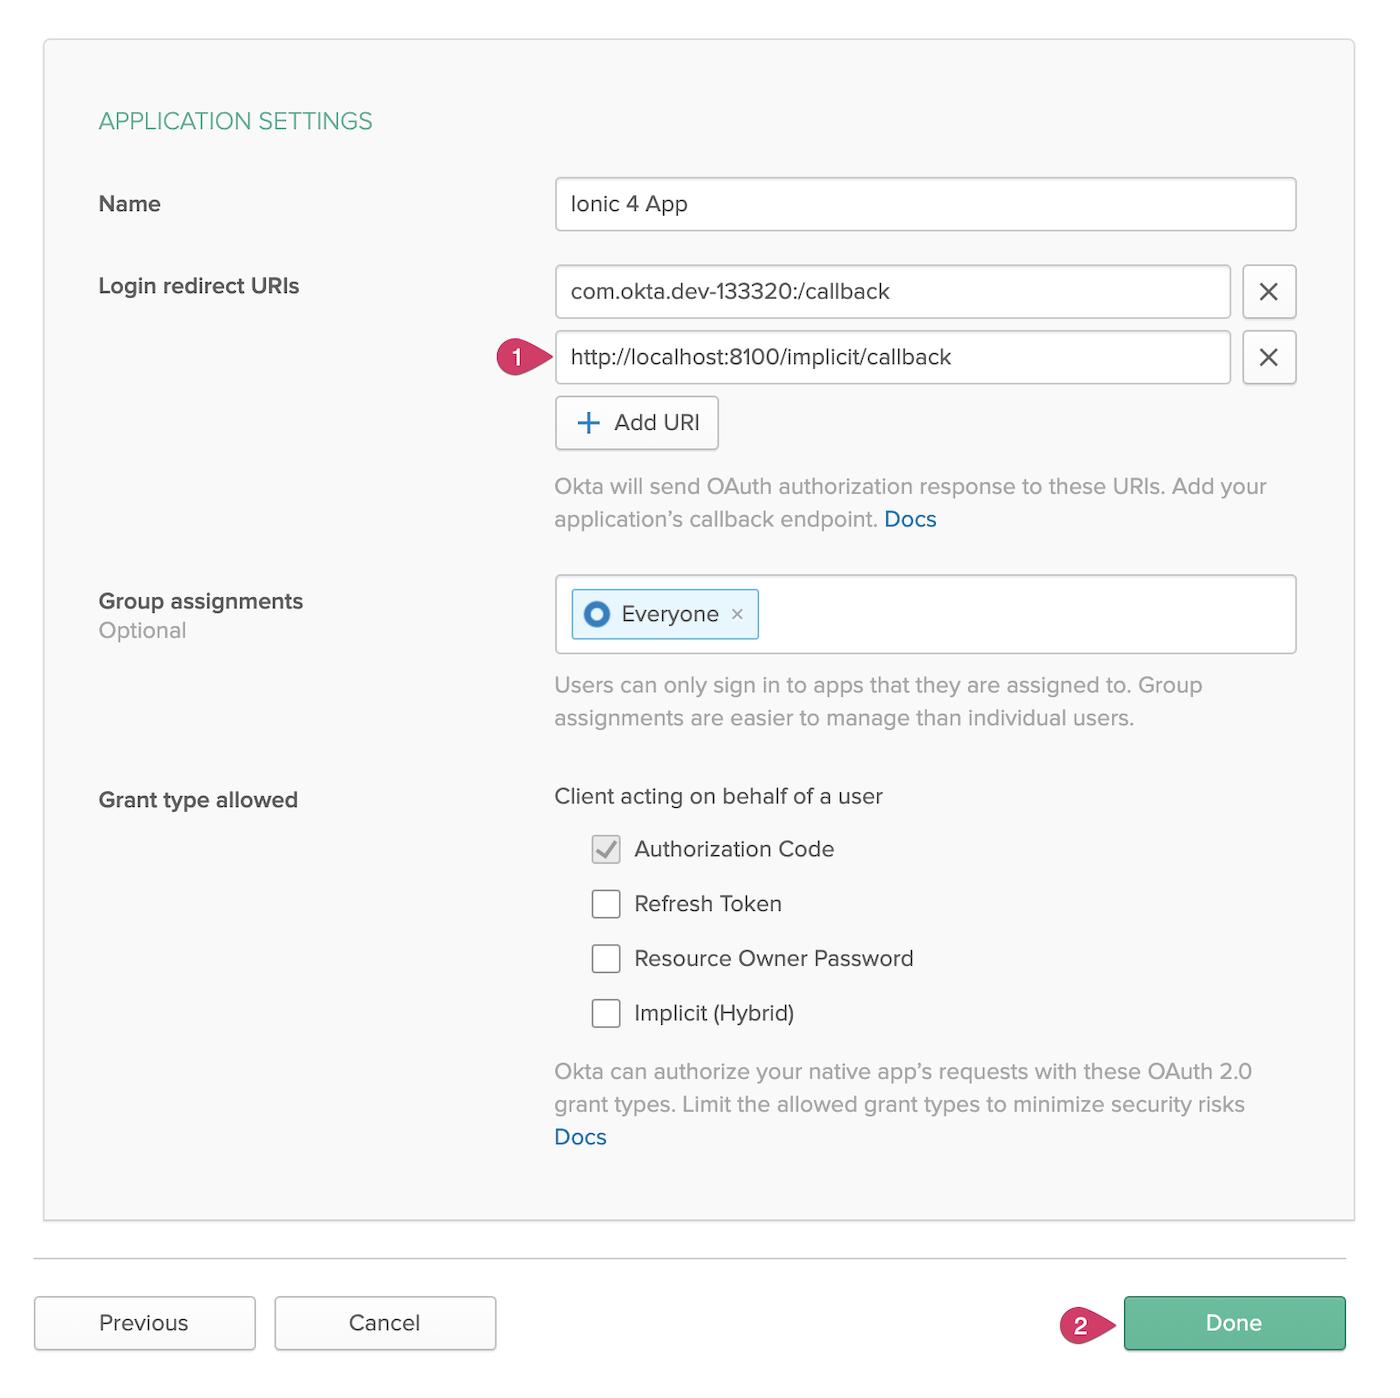 APPLICATION SETTINGS
Name
Ionic 4 App
Login redirect URIs
com.okta.dev-133320:/callback
1
http://localhost:8100/implicit/callback
Add URI
Okta will send OAuth authorization response to these URIs. Add your
application’s callback endpoint. Docs
Group assignments
Optional
Everyone
Users can only sign in to apps that they are assigned to. Group
assignments are easier to manage than individual users.
Grant type allowed
Client acting on behalf of a user
Authorization Code
Refresh Token
Resource Owner Password
Implicit (Hybrid)
Okta can authorize your native app’s requests with these OAuth 2.0
grant types. Limit the allowed grant types to minimize security risks
Docs
Previous
Cancel
2
Done